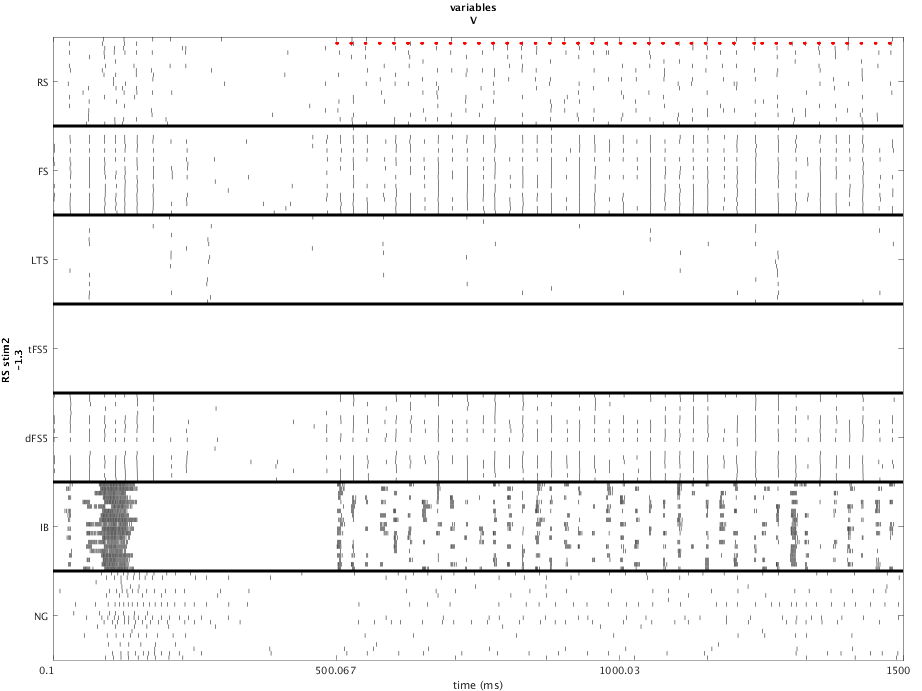 variables
V
RS
FS
LTS
tFS5
dFS5
IB
NG
RS stim2
-1.3
0.1
500.067
1000.03
1500
time (ms)